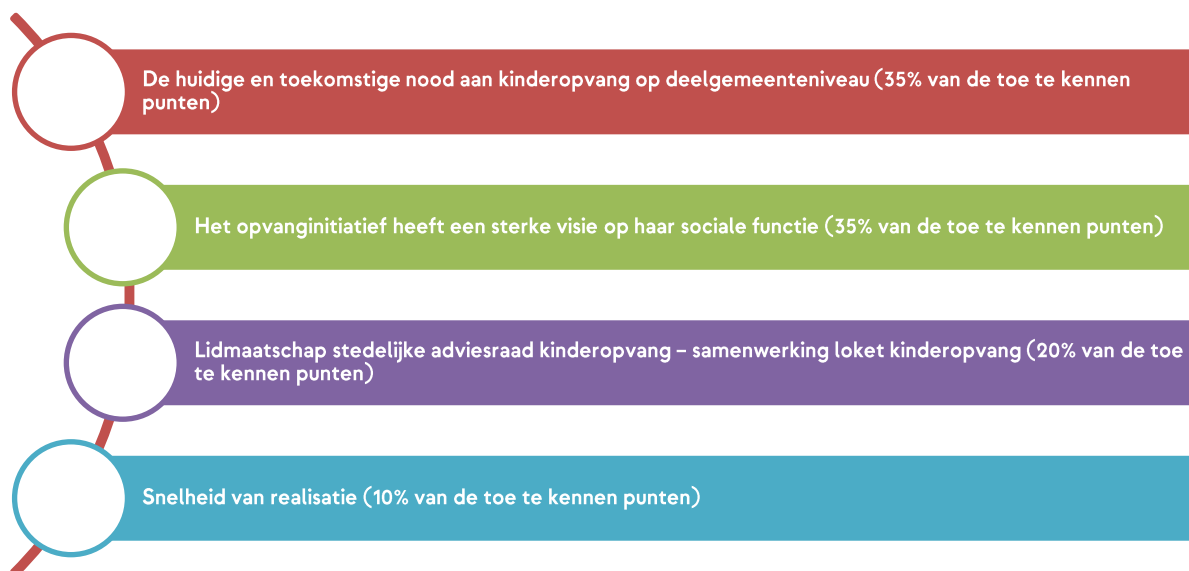 De huidige en toekomstige nood aan kinderopvang op deelgemeenteniveau (35% van de toe te kennen
punten)
Het opvanginitiatief heeft een sterke visie op haar sociale functie (35% van de toe te kennen punten)
Lidmaatschap stedelijke adviesraad kinderopvang – samenwerking loket kinderopvang (20% van de toe
te kennen punten)
Snelheid van realisatie (10% van de toe te kennen punten)